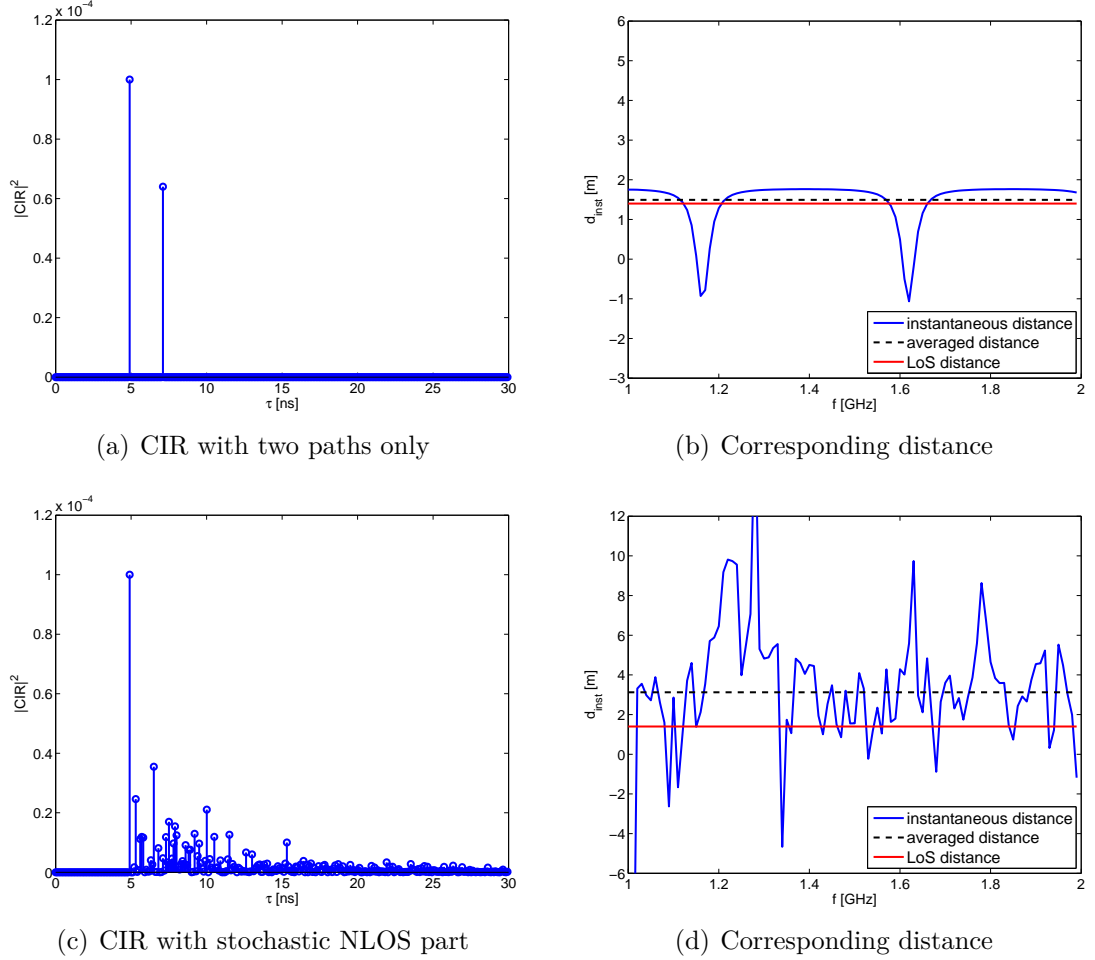 x 10⁻⁴
1.2
1
0.8
0.6
0.4
0.2
0
|CIR|²
0 5 10 15 20 25 30
τ [ns]
(a) CIR with two paths only
6
5
4
3
2
1
0
−1
−2
−3
d_inst [m]
instantaneous distance
averaged distance
LoS distance
1 1.2 1.4 1.6 1.8 2
f [GHz]
(b) Corresponding distance
x 10⁻⁴
1.2
1
0.8
0.6
0.4
0.2
0
|CIR|²
0 5 10 15 20 25 30
τ [ns]
(c) CIR with stochastic NLOS part
12
10
8
6
4
2
0
−2
−4
−6
d_inst [m]
instantaneous distance
averaged distance
LoS distance
1 1.2 1.4 1.6 1.8 2
f [GHz]
(d) Corresponding distance